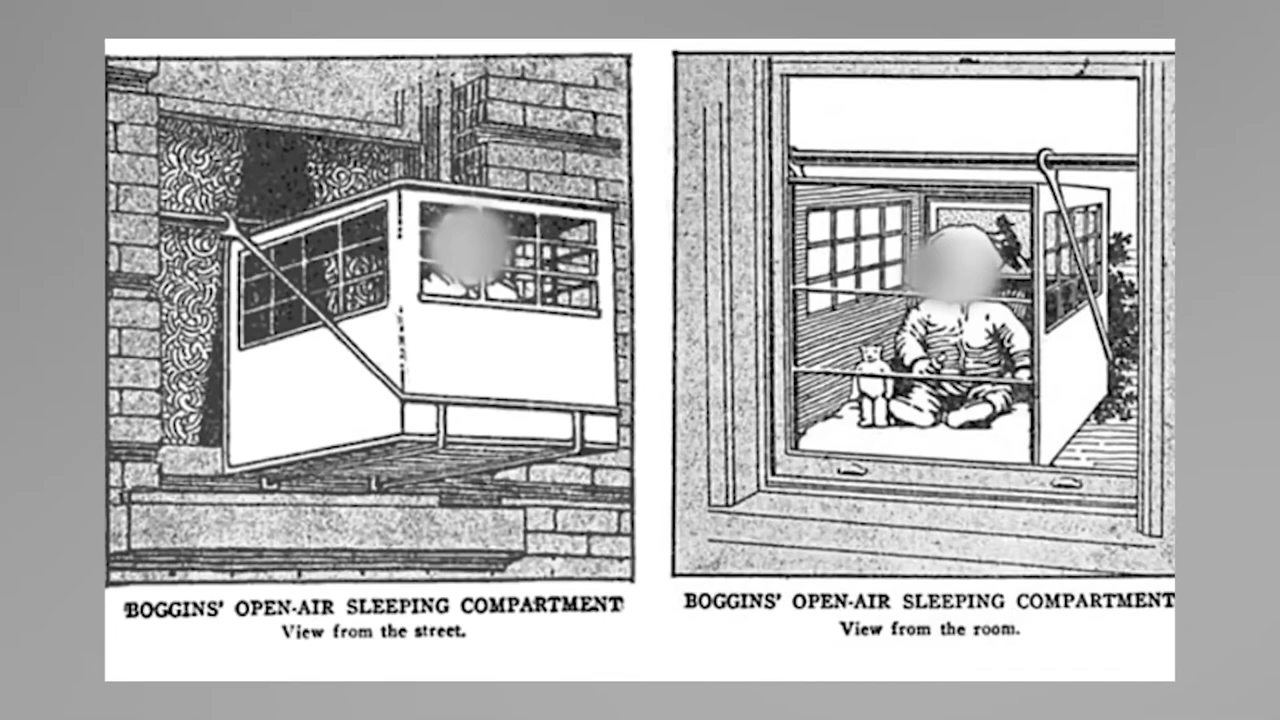 BOGGINS' OPEN-AIR SLEEPING COMPARTMENT
View from the street.
BOGGINS' OPEN-AIR SLEEPING COMPARTMENT
View from the room.